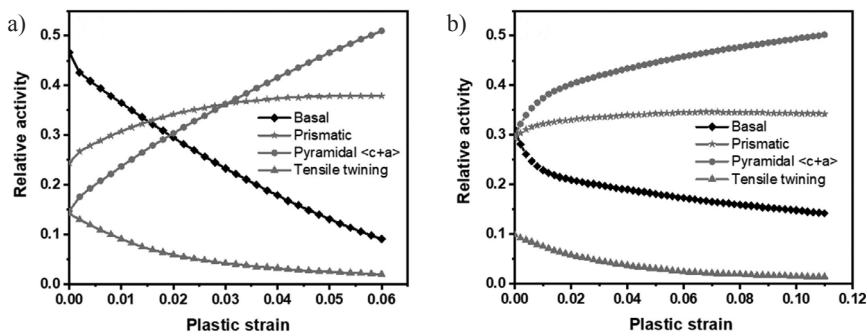 a)
0.5
0.4
0.3
0.2
0.1
0.0
Relative activity
Basal
Prismatic
Pyramidal <c+a>
Tensile twining
0.00 0.01 0.02 0.03 0.04 0.05 0.06
Plastic strain
b)
0.5
0.4
0.3
0.2
0.1
0.0
Relative activity
Basal
Prismatic
Pyramidal <c+a>
Tensile twining
0.00 0.02 0.04 0.06 0.08 0.10 0.12
Plastic strain